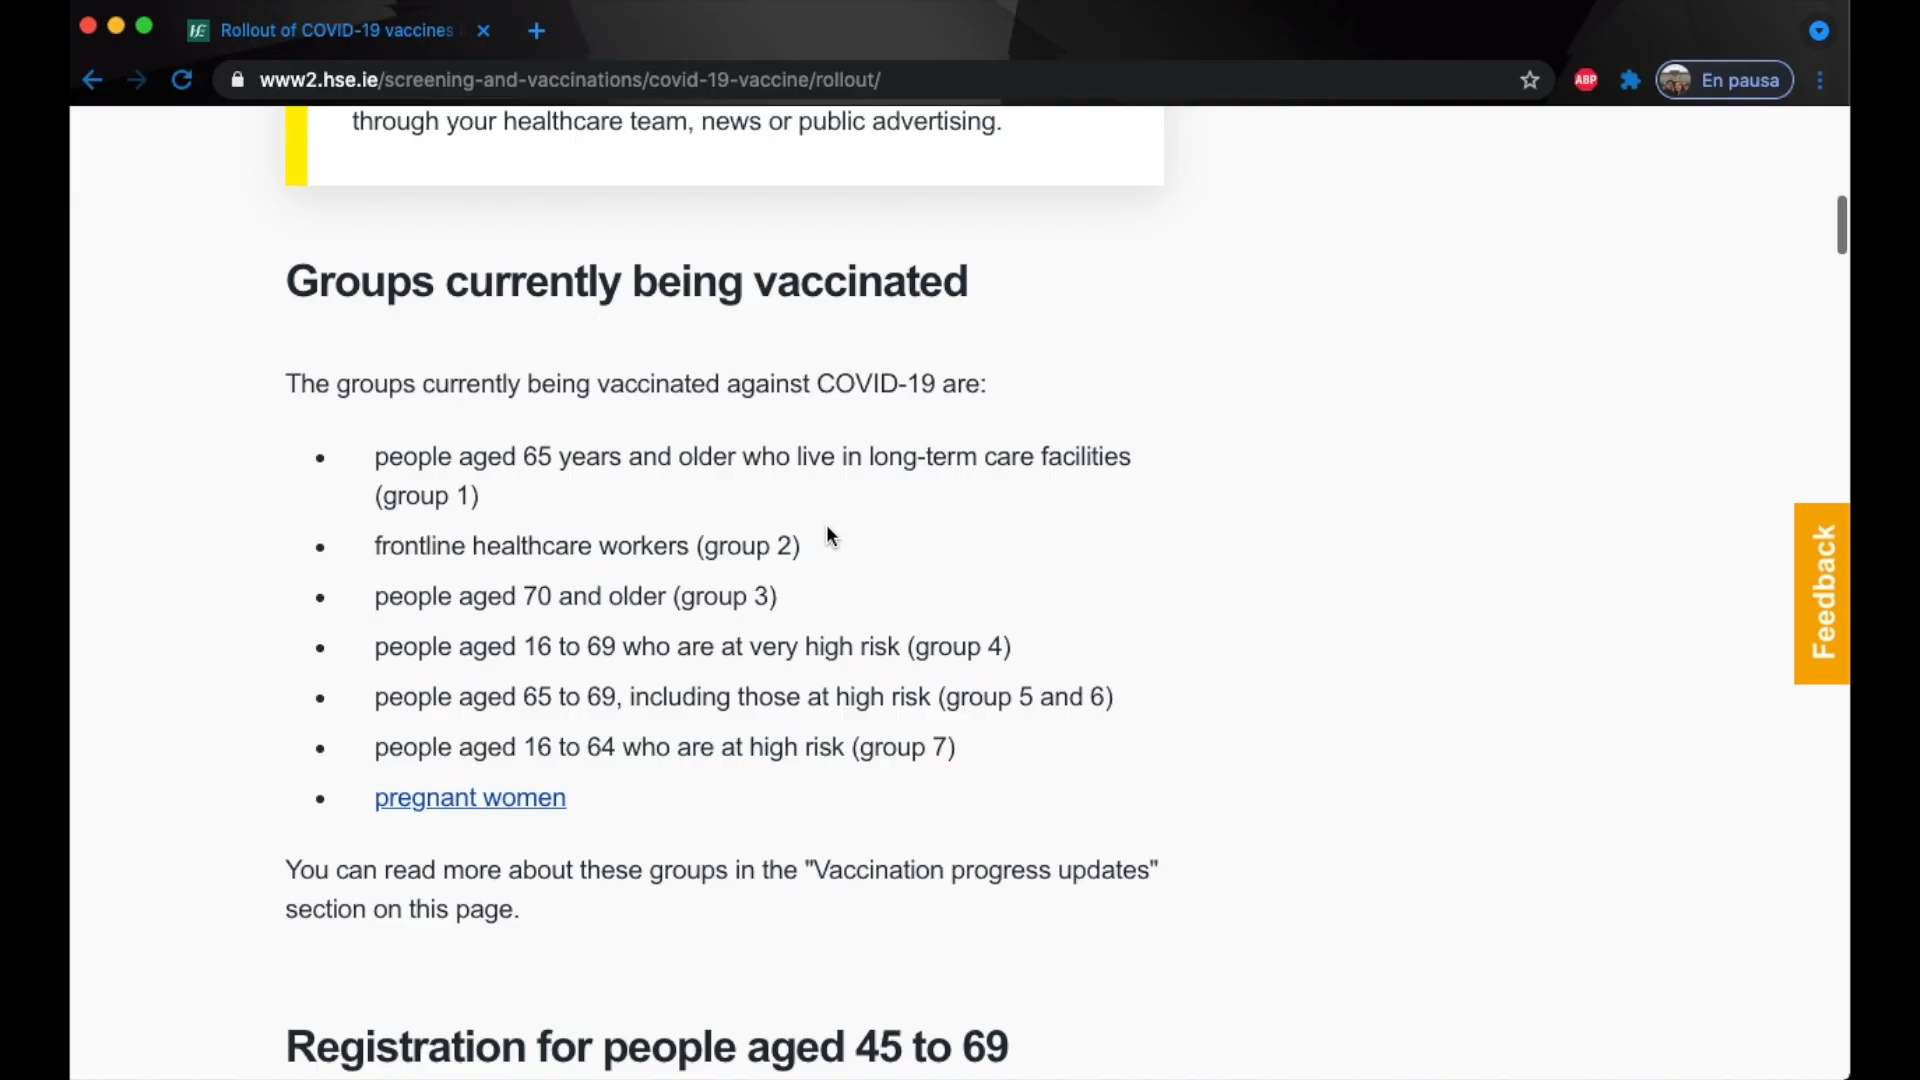 Rollout of COVID-19 vaccines
www2.hse.ie/screening-and-vaccinations/covid-19-vaccine/rollout/
ABP
En pausa
through your healthcare team, news or public advertising.
Groups currently being vaccinated
The groups currently being vaccinated against COVID-19 are:
people aged 65 years and older who live in long-term care facilities
(group 1)
frontline healthcare workers (group 2)
people aged 70 and older (group 3)
people aged 16 to 69 who are at very high risk (group 4)
people aged 65 to 69, including those at high risk (group 5 and 6)
people aged 16 to 64 who are at high risk (group 7)
pregnant women
You can read more about these groups in the "Vaccination progress updates"
section on this page.
Registration for people aged 45 to 69
Feedback